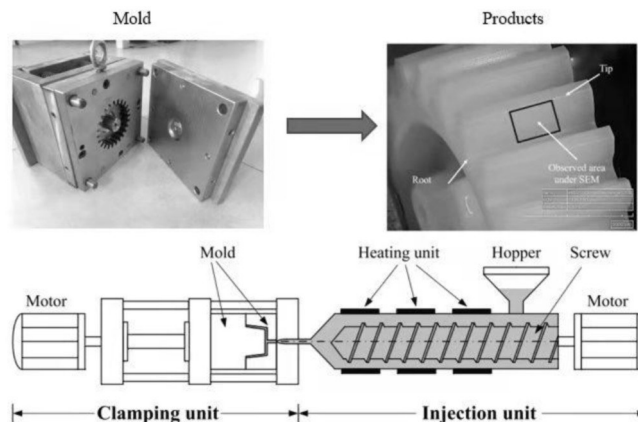 Mold
Products
Tip
Observed area
under SEM
Root
Mold
Heating unit
Hopper
Screw
Motor
Motor
Clamping unit
Injection unit